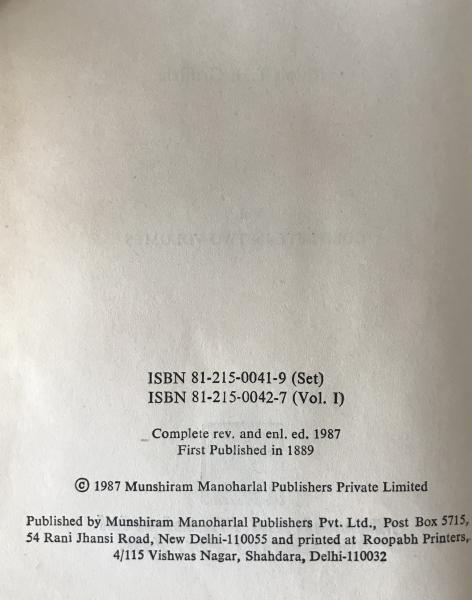 ISBN 81-215-0041-9 (Set)
ISBN 81-215-0042-7 (Vol. I)
Complete rev. and enl. ed. 1987
First Published in 1889
© 1987 Munshiram Manoharlal Publishers Private Limited
Published by Munshiram Manoharlal Publishers Pvt. Ltd., Post Box 5715,
54 Rani Jhansi Road, New Delhi-110055 and printed at Roopabh Printers,
4/115 Vishwas Nagar, Shahdara, Delhi-110032